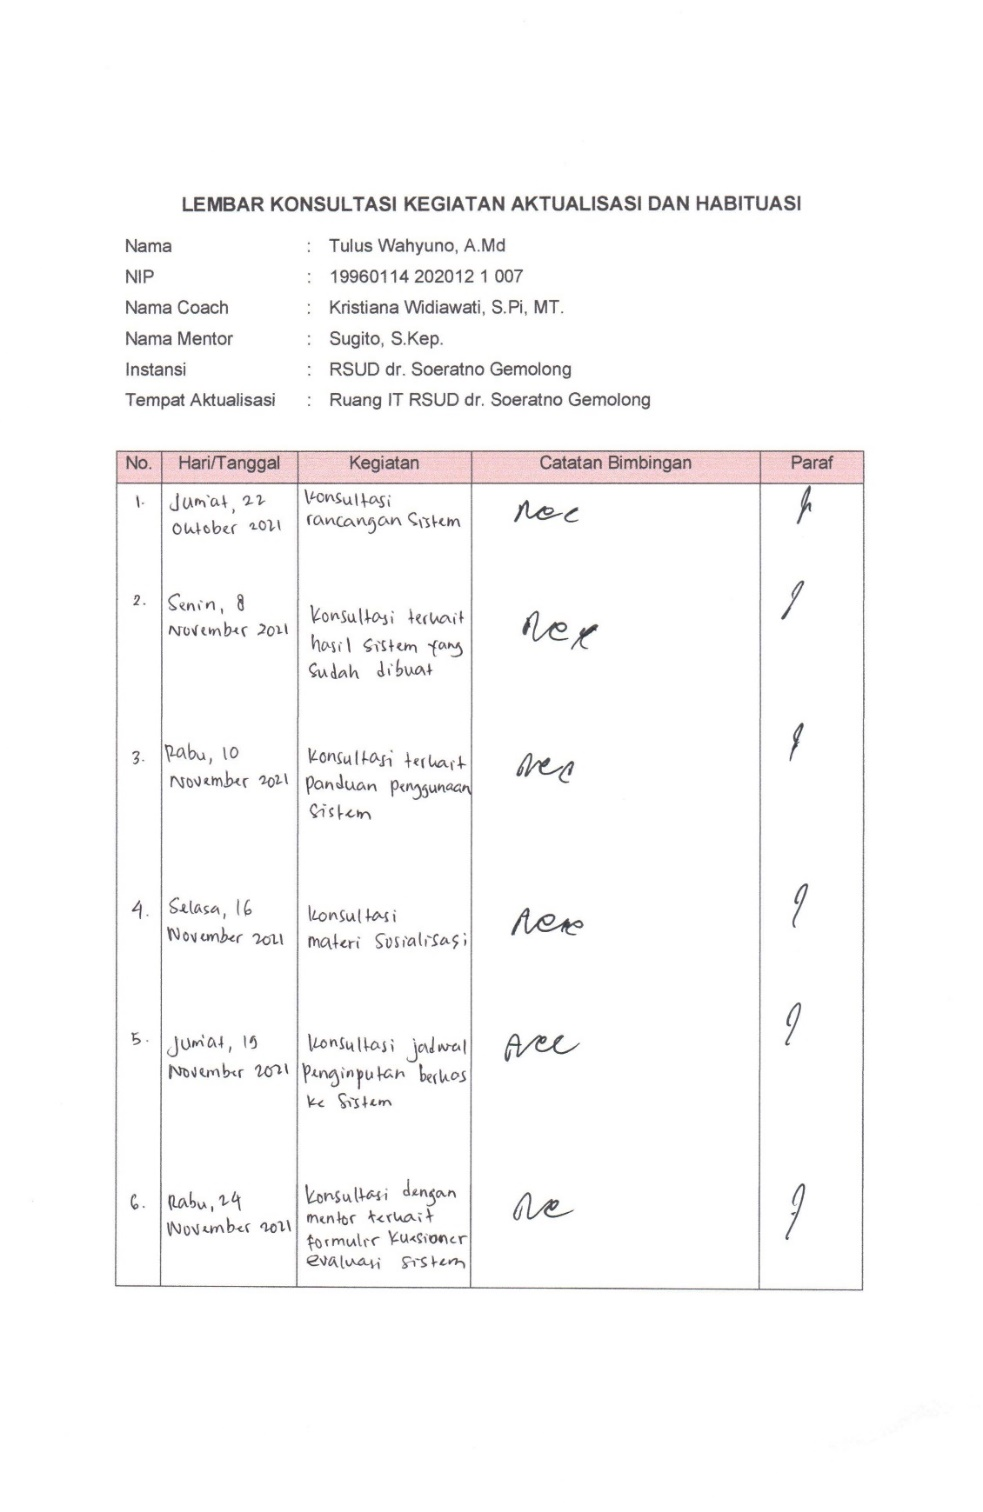 LEMBAR KONSULTASI KEGIATAN AKTUALISASI DAN HABITUASI
Nama : Tulus Wahyuno, A.Md
NIP : 19960114 202012 1 007
Nama Coach : Kristiana Widiawati, S.Pi, MT.
Nama Mentor : Sugito, S.Kep.
Instansi : RSUD dr. Soeratno Gemolong
Tempat Aktualisasi : Ruang IT RSUD dr. Soeratno Gemolong
No. Hari/Tanggal Kegiatan Catatan Bimbingan Paraf
1. Jum'at, 22 Konsultasi
Oktober 2021 rancangan Sistem
2. Senin, 8
November 2021 Konsultasi terkait
hasil sistem yang
sudah dibuat
3. Rabu, 10 Konsultasi terkait
November 2021 panduan penggunaan
Sistem
4. Selasa, 16 Konsultasi
November 2021 materi Sosialisasi
5. Jum'at, 19 Konsultasi jadwal Acc
November 2021 penginputan berkas
ke Sistem
6. Rabu, 24 Konsultasi dengan
November 2021 mentor terkait
formulir Kuesioner
evaluasi sistem